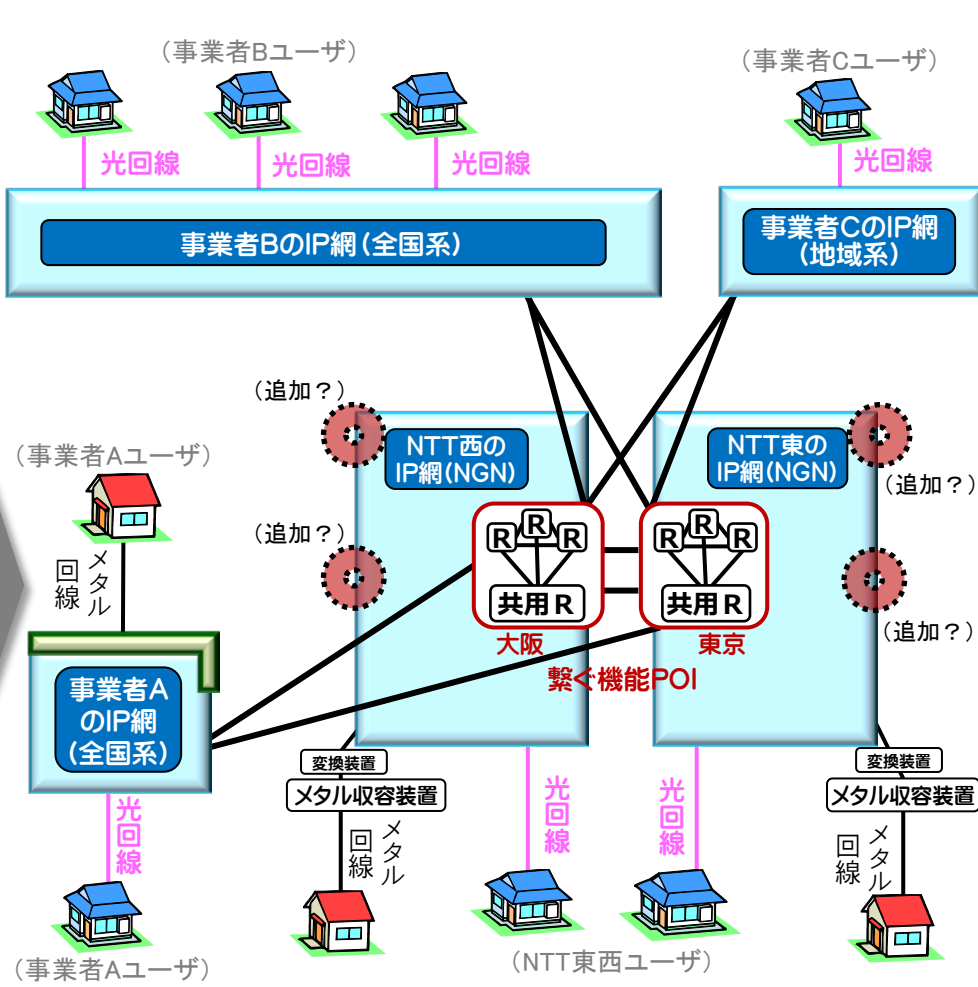 （事業者Bユーザ）
（事業者Cユーザ）
光回線
光回線
光回線
光回線
事業者BのIP網（全国系）
事業者CのIP網
（地域系）
（追加？）
（事業者Aユーザ）
NTT西の
IP網（NGN）
NTT東の
IP網（NGN）
（追加？）
（追加？）
メタル
回線
R
R
R
R
R
R
共用R
共用R
大阪
東京
（追加？）
繋ぐ機能POI
事業者A
のIP網
（全国系）
変換装置
変換装置
メタル収容装置
メタル収容装置
光回線
光回線
光回線
メタル
回線
メタル
回線
（事業者Aユーザ）
（NTT東西ユーザ）